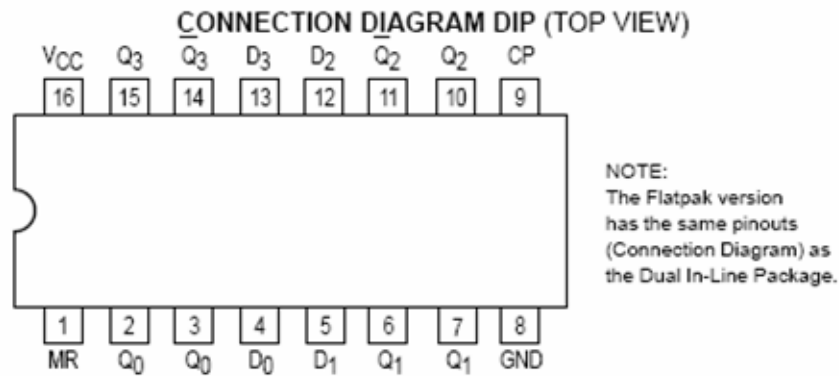 CONNECTION DIAGRAM DIP (TOP VIEW)
VCC Q3 Q̅3 D3 D2 Q̅2 Q2 CP
16 15 14 13 12 11 10 9
NOTE:
The Flatpak version
has the same pinouts
(Connection Diagram) as
the Dual In-Line Package.
1 2 3 4 5 6 7 8
MR Q0 Q0 D0 D1 Q1 Q1 GND